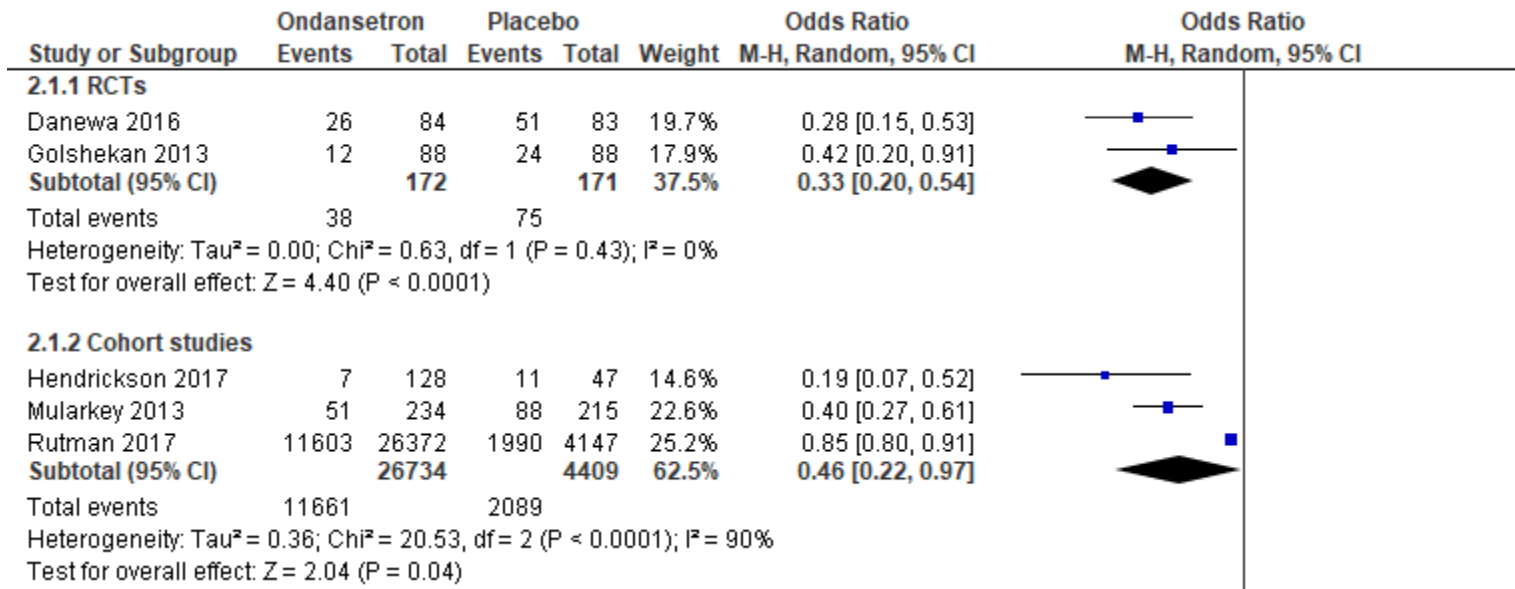 Ondansetron Placebo Odds Ratio Odds Ratio
Study or Subgroup Events Total Events Total Weight M-H, Random, 95% CI M-H, Random, 95% CI
2.1.1 RCTs
Danewa 2016 26 84 51 83 19.7% 0.28 [0.15, 0.53]
Golshekan 2013 12 88 24 88 17.9% 0.42 [0.20, 0.91]
Subtotal (95% CI) 172 171 37.5% 0.33 [0.20, 0.54]
Total events 38 75
Heterogeneity: Tau² = 0.00; Chi² = 0.63, df = 1 (P = 0.43); I² = 0%
Test for overall effect: Z = 4.40 (P < 0.0001)
2.1.2 Cohort studies
Hendrickson 2017 7 128 11 47 14.6% 0.19 [0.07, 0.52]
Mularkey 2013 51 234 88 215 22.6% 0.40 [0.27, 0.61]
Rutman 2017 11603 26372 1990 4147 25.2% 0.85 [0.80, 0.91]
Subtotal (95% CI) 26734 4409 62.5% 0.46 [0.22, 0.97]
Total events 11661 2089
Heterogeneity: Tau² = 0.36; Chi² = 20.53, df = 2 (P < 0.0001); I² = 90%
Test for overall effect: Z = 2.04 (P = 0.04)